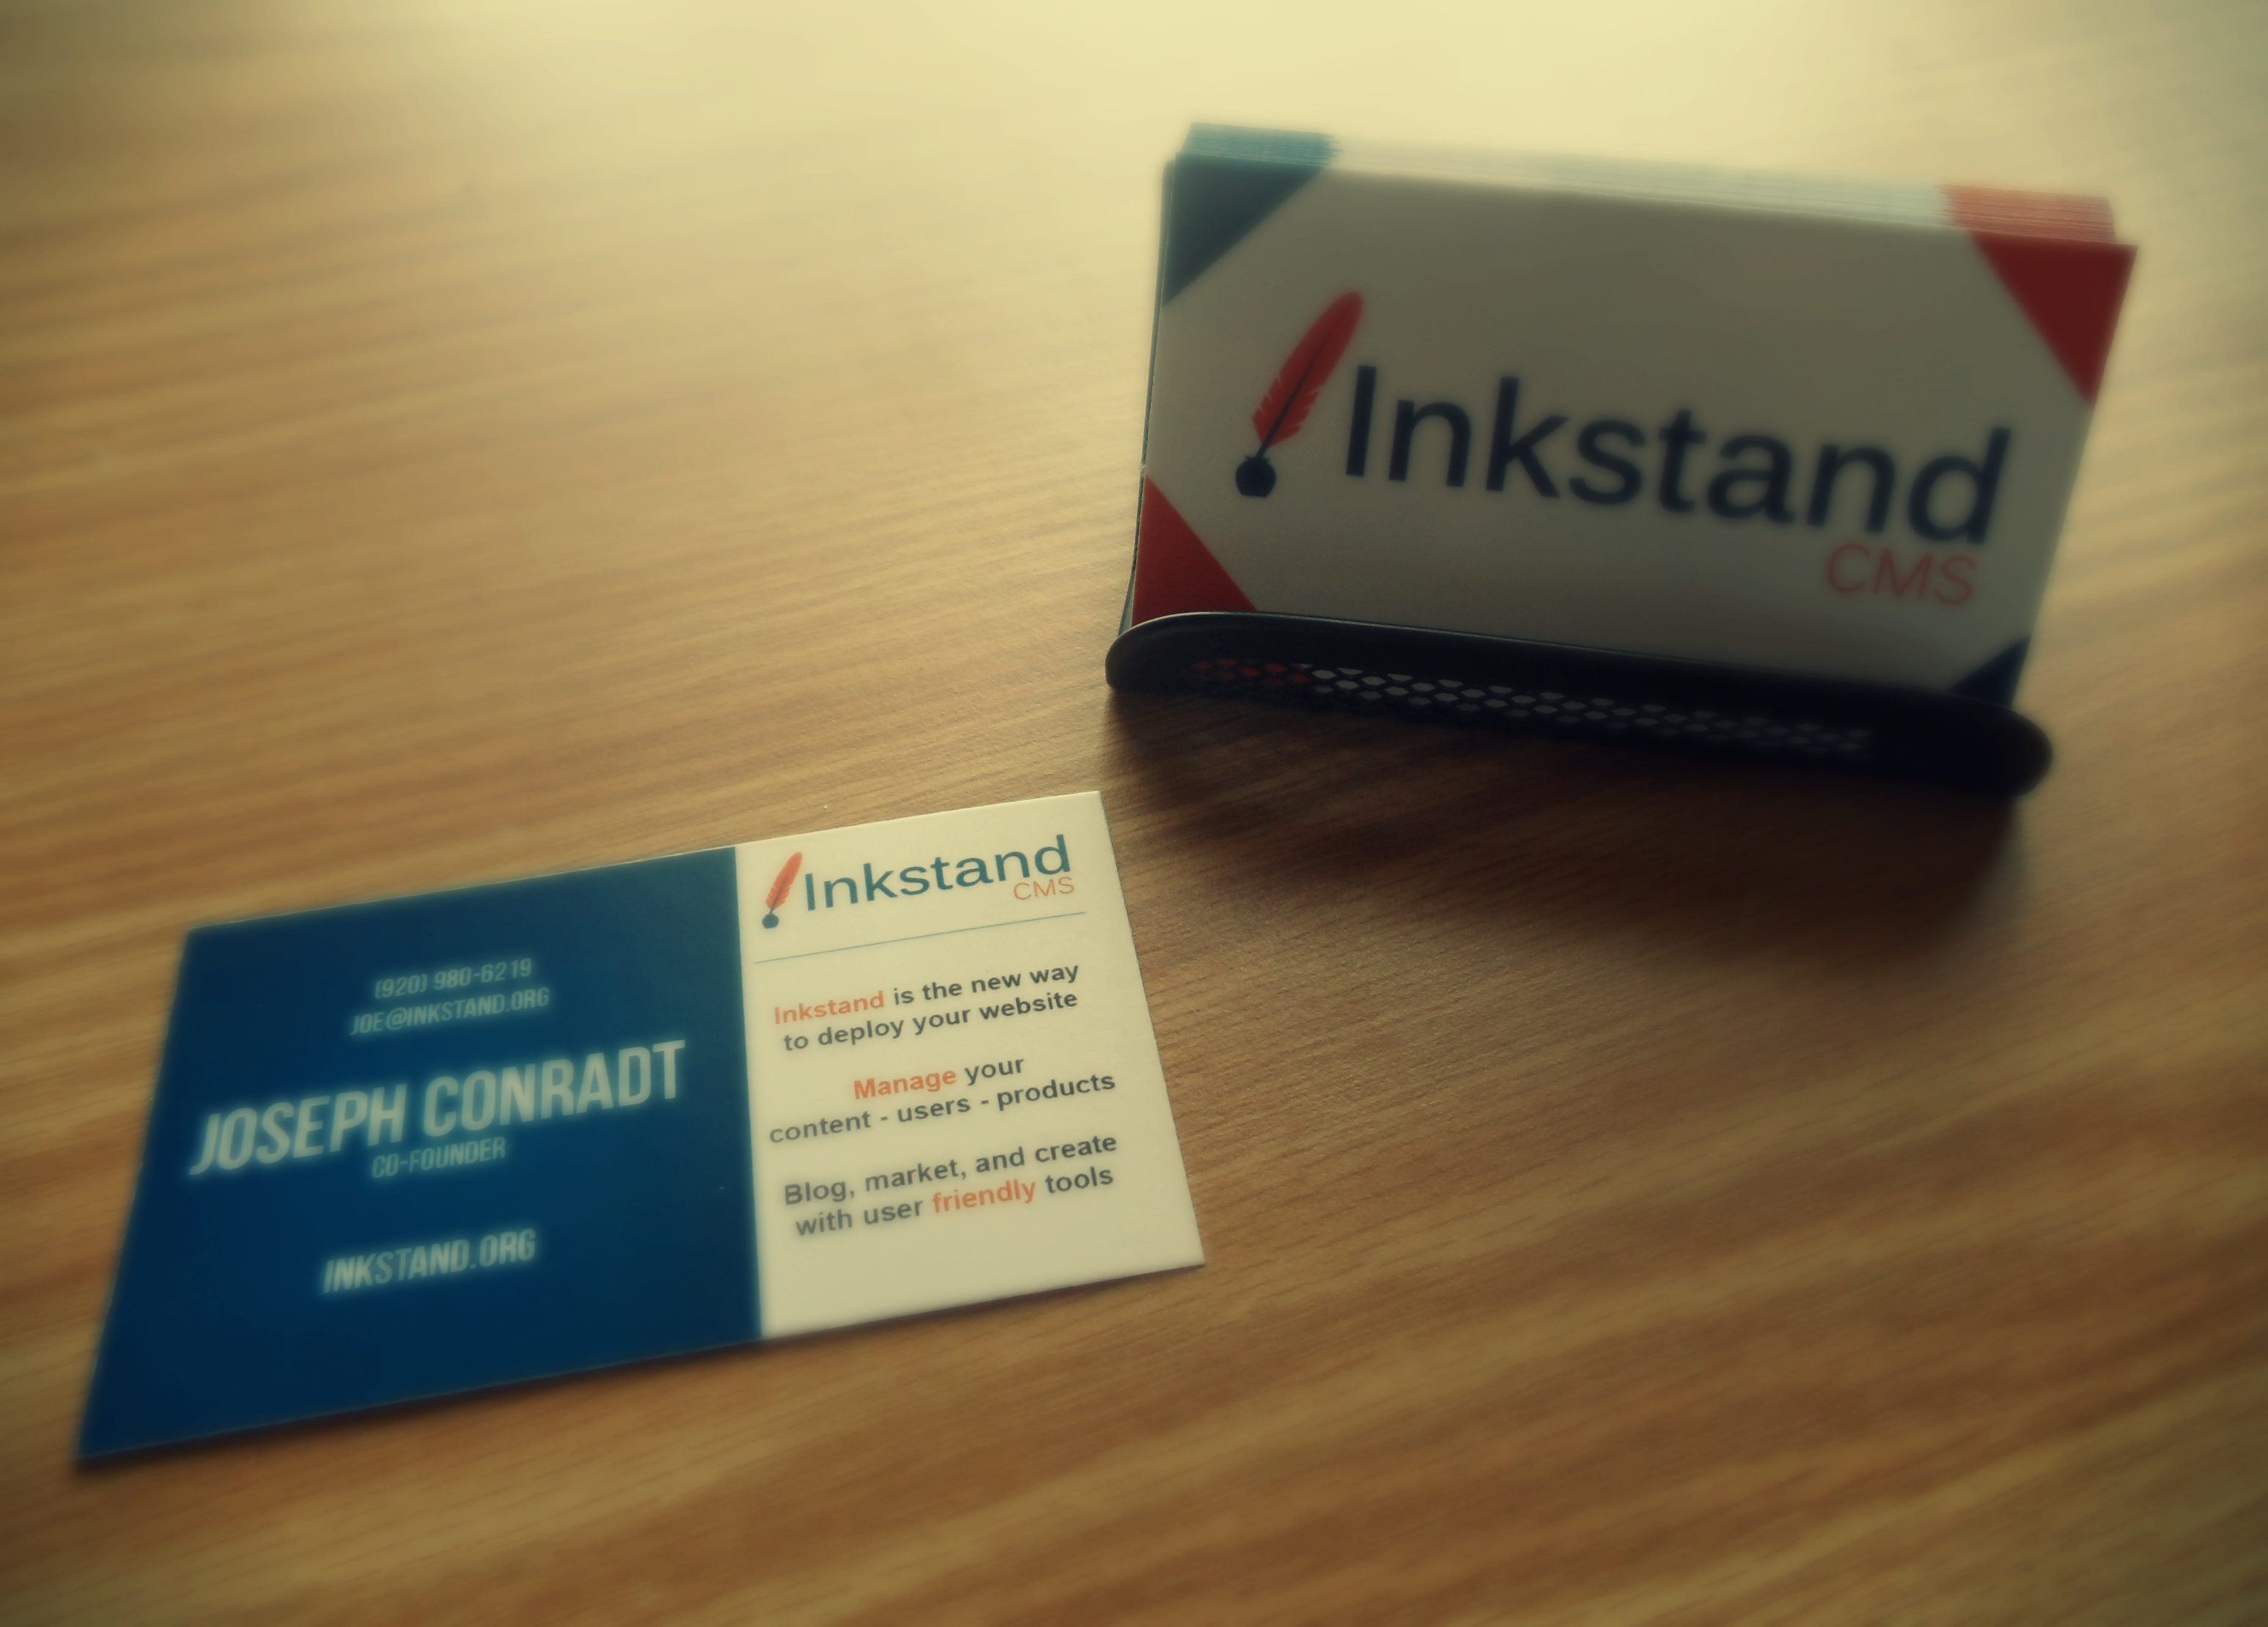 Inkstand
CMS
(920) 980-6219
JOE@INKSTAND.ORG
JOSEPH CONRADT
CO-FOUNDER
INKSTAND.ORG
Inkstand
CMS
Inkstand is the new way
to deploy your website
Manage your
content - users - products
Blog, market, and create
with user friendly tools